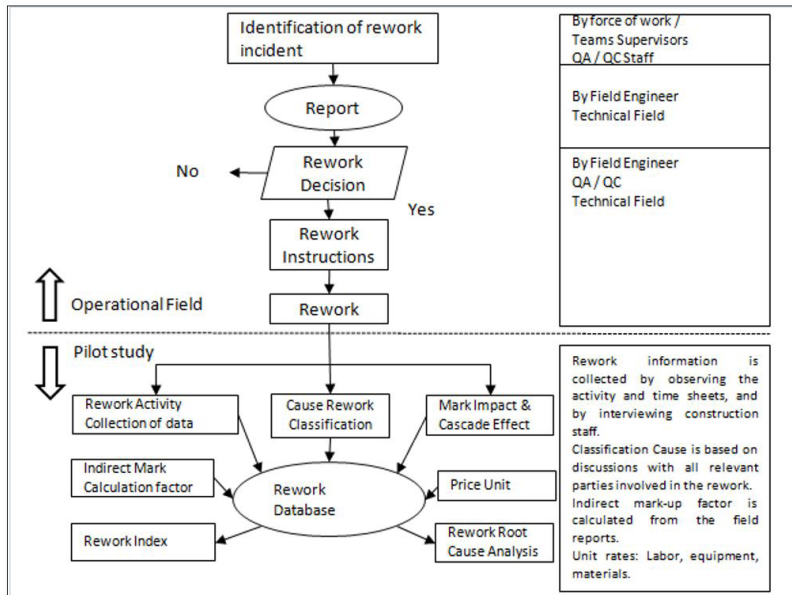 Identification of rework
incident
By force of work /
Teams Supervisors
QA / QC Staff
Report
By Field Engineer
Technical Field
No
Rework
Decision
Yes
By Field Engineer
QA / QC
Technical Field
Rework
Instructions
Operational Field
Rework
Pilot study
Rework Activity
Collection of data
Cause Rework
Classification
Mark Impact &
Cascade Effect
Indirect Mark
Calculation factor
Rework
Database
Price Unit
Rework Index
Rework Root
Cause Analysis
Rework information is
collected by observing the
activity and time sheets, and
by interviewing construction
staff.
Classification Cause is based on
discussions with all relevant
parties involved in the rework.
Indirect mark-up factor is
calculated from the field
reports.
Unit rates: Labor, equipment,
materials.